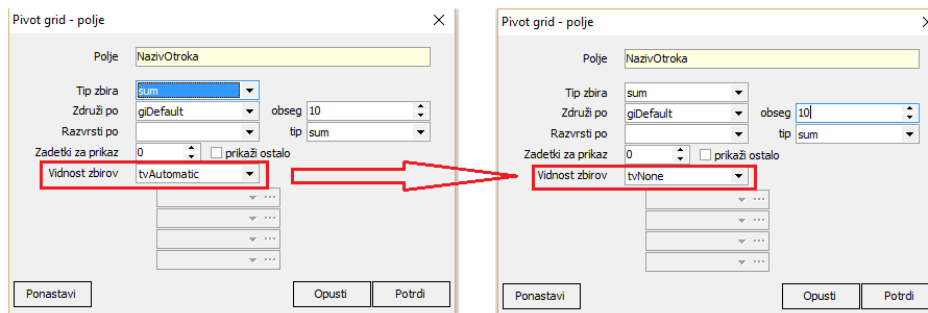 Pivot grid - polje
Polje NazivOtroka
Tip zbira sum
Združi po giDefault obseg 10
Razvrsti po tip sum
Zadetki za prikaz 0 prikaži ostalo
Vidnost zbirov tvAutomatic
Ponastavi Opusti Potrdi
Pivot grid - polje
Polje NazivOtroka
Tip zbira sum
Združi po giDefault obseg 10
Razvrsti po tip sum
Zadetki za prikaz 0 prikaži ostalo
Vidnost zbirov tvNone
Ponastavi Opusti Potrdi